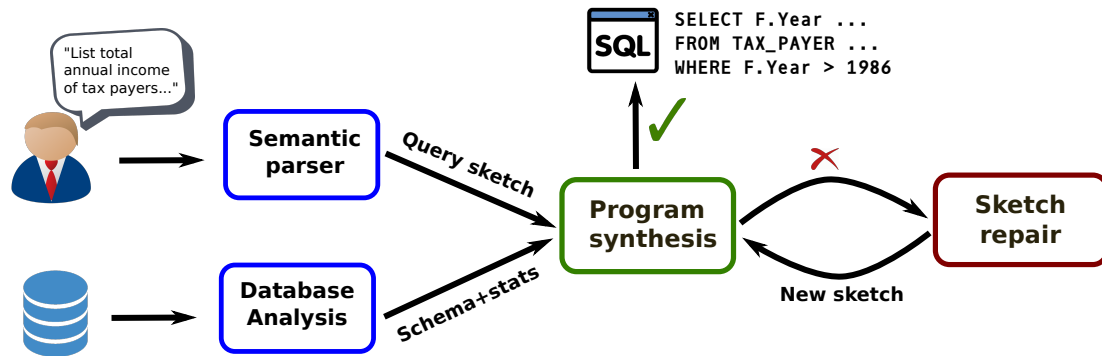 "List total
annual income
of tax payers..."
Semantic
parser
Query sketch
Database
Analysis
Schema+stats
SQL
SELECT F.Year ...
FROM TAX_PAYER ...
WHERE F.Year > 1986
Program
synthesis
Sketch
repair
New sketch